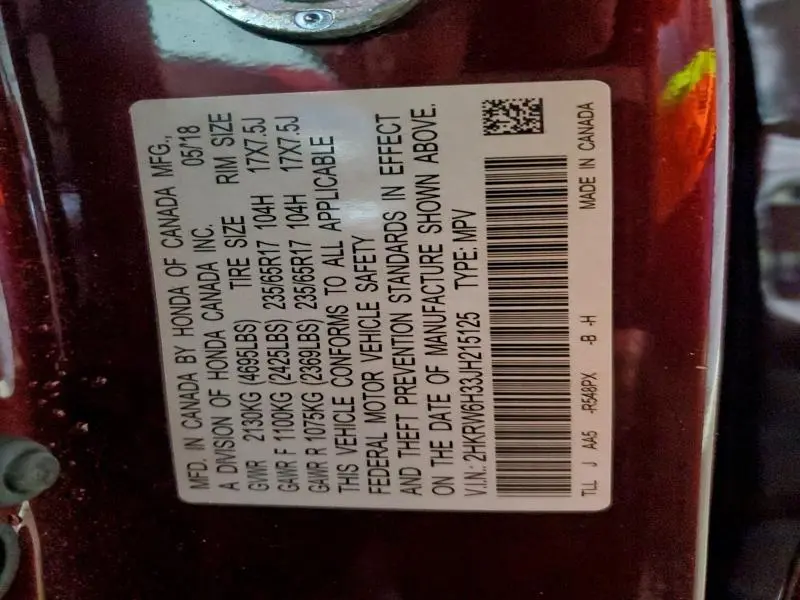 MFD. IN CANADA BY HONDA OF CANADA MFG.,
A DIVISION OF HONDA CANADA INC. 05/18
GVWR 2130KG (4695LBS) TIRE SIZE RIM SIZE
GAWR F 1100KG (2425LBS) 235/65R17 104H 17X7.5J
GAWR R 1075KG (2369LBS) 235/65R17 104H 17X7.5J
THIS VEHICLE CONFORMS TO ALL APPLICABLE
FEDERAL MOTOR VEHICLE SAFETY
AND THEFT PREVENTION STANDARDS IN EFFECT
ON THE DATE OF MANUFACTURE SHOWN ABOVE.
V.I.N.: 2HKRW6H33JH215125 TYPE: MPV
TLL J AA5 -R548PX -B -H MADE IN CANADA